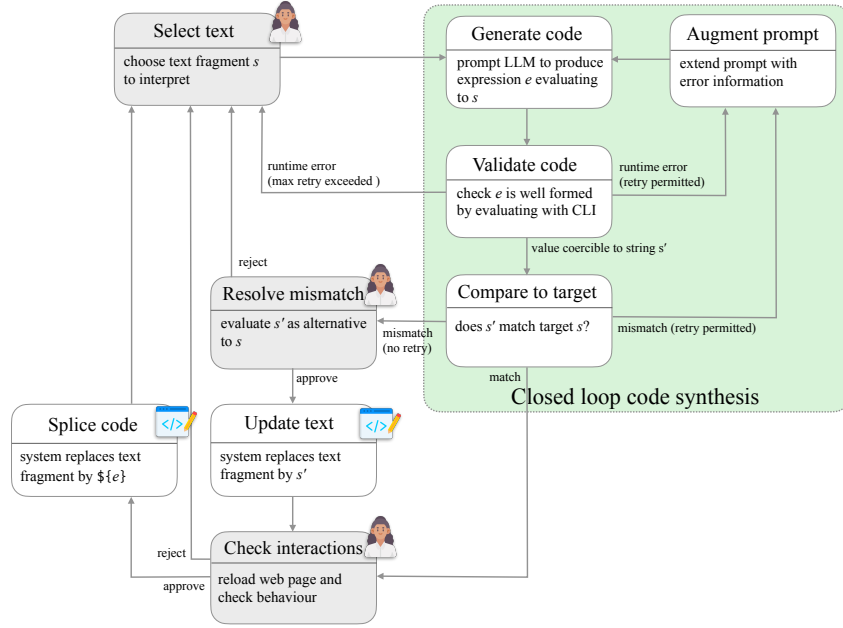 Select text
choose text fragment s
to interpret
Generate code
prompt LLM to produce
expression e evaluating
to s
Augment prompt
extend prompt with
error information
runtime error
(max retry exceeded )
Validate code
check e is well formed
by evaluating with CLI
runtime error
(retry permitted)
value coercible to string s′
reject
Resolve mismatch
evaluate s′ as alternative
to s
mismatch
(no retry)
Compare to target
does s′ match target s?
mismatch (retry permitted)
approve
match
Closed loop code synthesis
Splice code
system replaces text
fragment by ${e}
</>
Update text
system replaces text
fragment by s′
</>
reject
approve
Check interactions
reload web page and
check behaviour